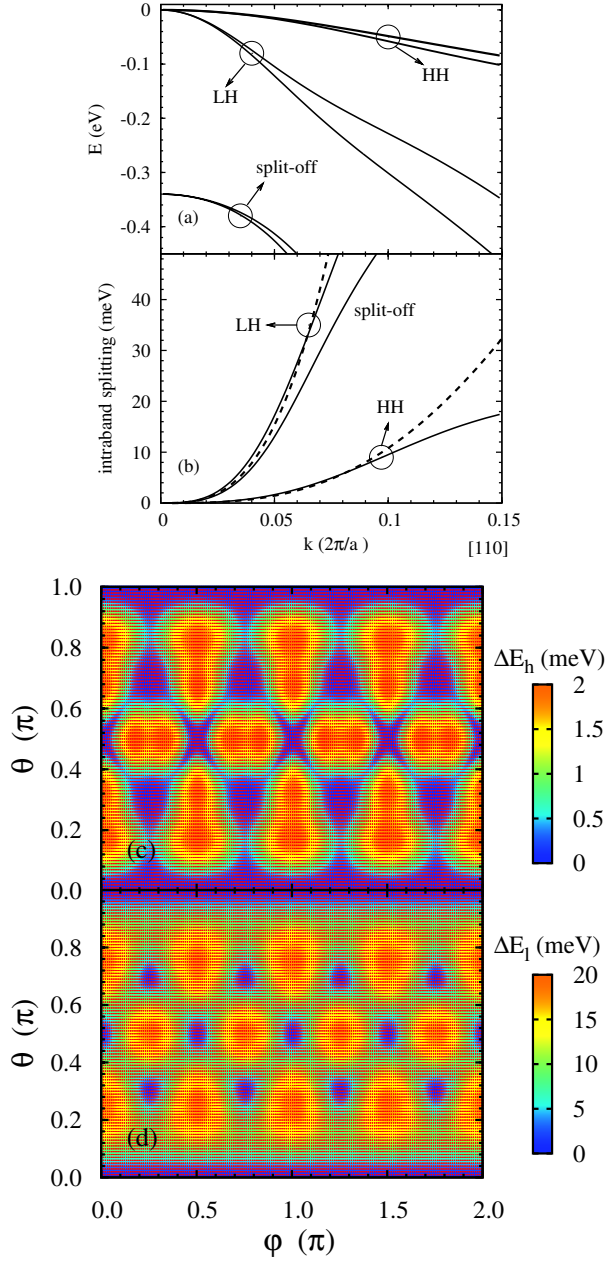 0
-0.1
-0.2
-0.3
-0.4
E (eV)
LH
HH
split-off
(a)
40
30
20
10
0
intraband splitting (meV)
LH
split-off
HH
(b)
0
0.05
0.1
0.15
k (2π/a )
[110]
1.0
0.8
0.6
0.4
0.2
0.0
θ (π)
(c)
ΔE_h (meV)
2
1.5
1
0.5
0
0.8
0.6
0.4
0.2
0.0
θ (π)
(d)
ΔE_l (meV)
20
15
10
5
0
0.0
0.5
1.0
1.5
2.0
φ (π)